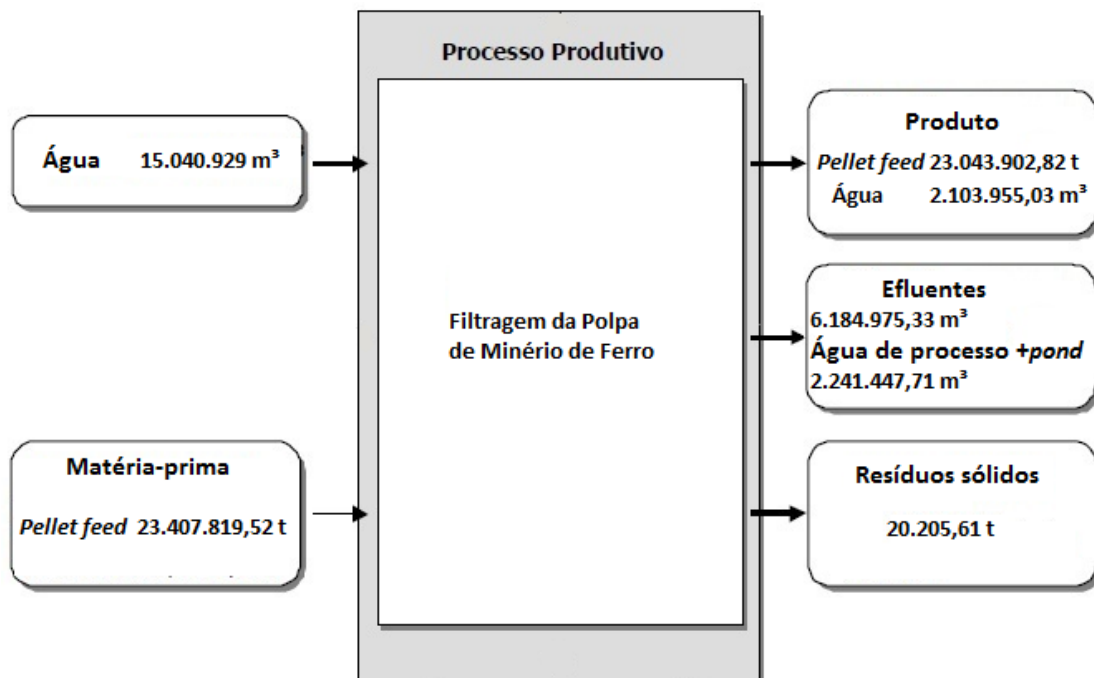 Processo Produtivo
Água 15.040.929 m³
Matéria-prima
Pellet feed 23.407.819,52 t
Filtragem da Polpa
de Minério de Ferro
Produto
Pellet feed 23.043.902,82 t
Água 2.103.955,03 m³
Efluentes
6.184.975,33 m³
Água de processo +pond
2.241.447,71 m³
Resíduos sólidos
20.205,61 t